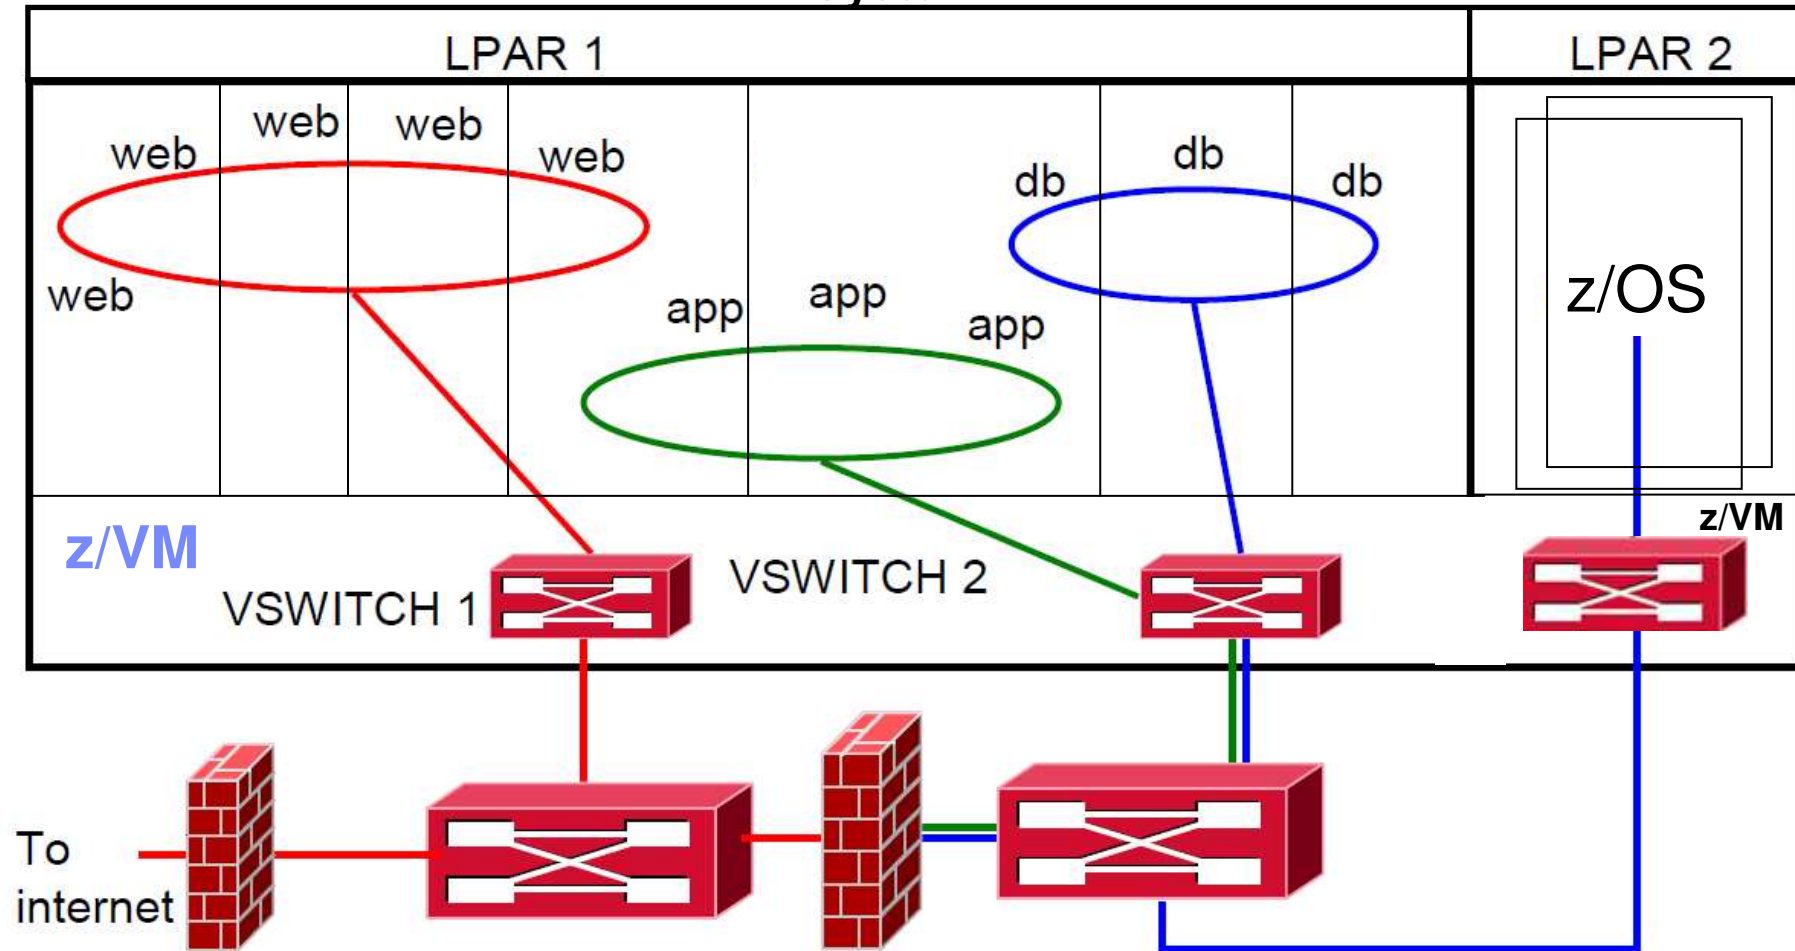 LPAR 1
LPAR 2
web
web
web
web
web
app
app
app
db
db
db
z/OS
z/VM
VSWITCH 1
VSWITCH 2
z/VM
To
internet